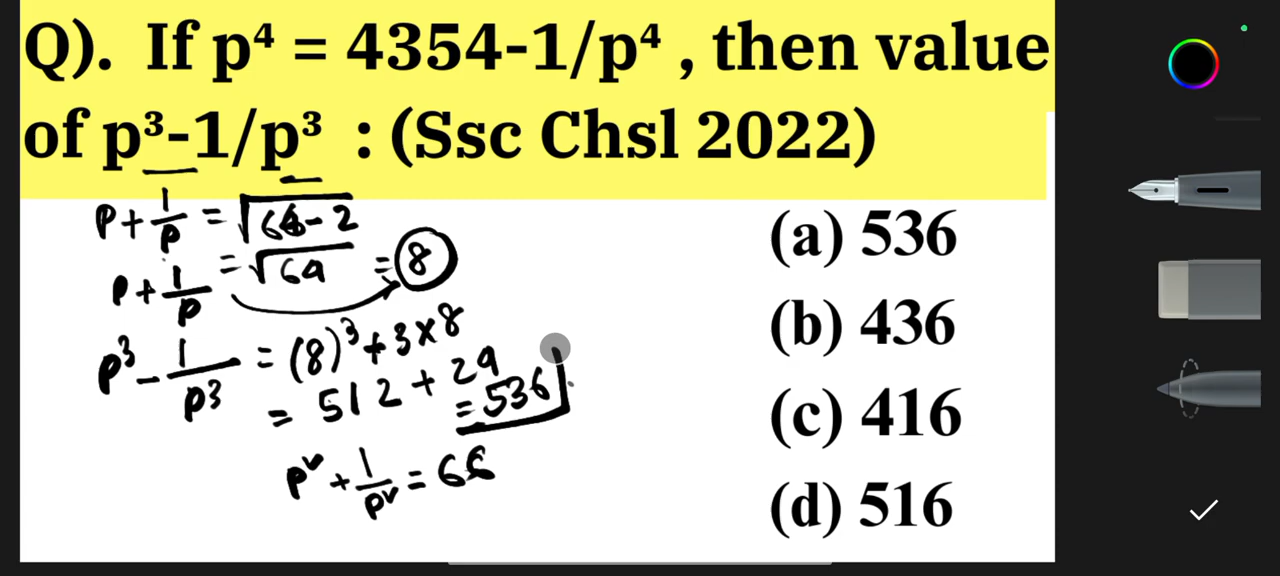 Q). If p⁴ = 4354-1/p⁴ , then value
of p³-1/p³ : (Ssc Chsl 2022)
p + 1/p = √66-2
p + 1/p = √64 = 8
p³ - 1/p³ = (8)³ + 3 × 8
= 512 + 24
= 536
p² + 1/p² = 66
(a) 536
(b) 436
(c) 416
(d) 516